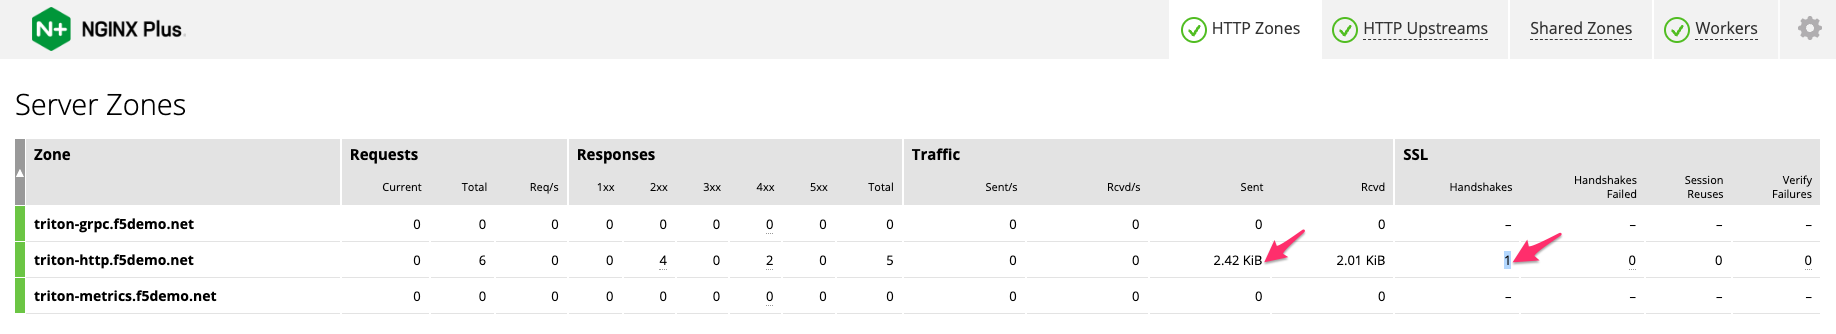 N+ NGINX Plus HTTP Zones HTTP Upstreams Shared Zones Workers
Server Zones
Zone Requests Responses Traffic SSL
Current Total Req/s 1xx 2xx 3xx 4xx 5xx Total Sent/s Rcvd/s Sent Rcvd Handshakes Handshakes Failed Session Reuses Verify Failures
triton-grpc.f5demo.net 0 0 0 0 0 0 0 0 0 0 0 0 0 – – – –
triton-http.f5demo.net 0 6 0 0 4 0 2 0 5 0 0 2.42 KiB 2.01 KiB 1 0 0 0
triton-metrics.f5demo.net 0 0 0 0 0 0 0 0 0 0 0 0 0 – – – –